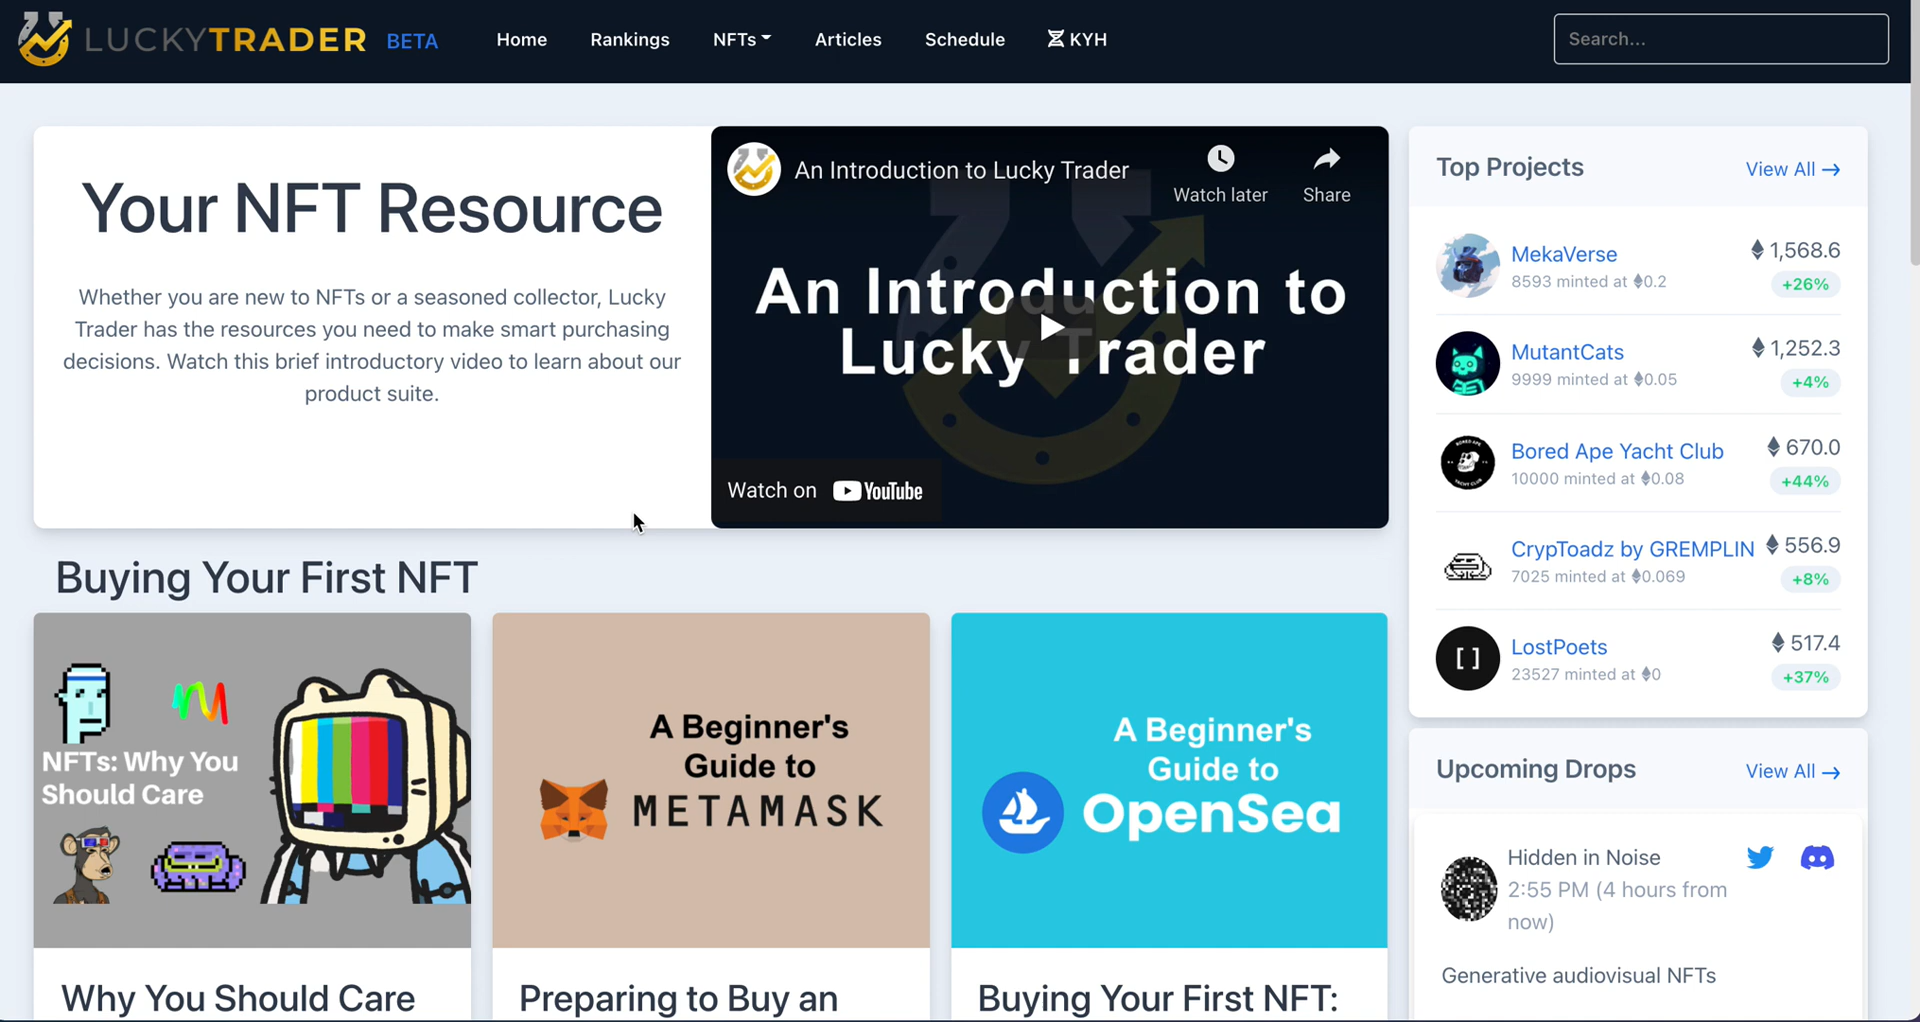 LUCKYTRADER BETA
Home
Rankings
NFTs
Articles
Schedule
KYH
Search...
Your NFT Resource
Whether you are new to NFTs or a seasoned collector, Lucky
Trader has the resources you need to make smart purchasing
decisions. Watch this brief introductory video to learn about our
product suite.
An Introduction to Lucky Trader
Watch later
Share
An Introduction to
Lucky Trader
Watch on YouTube
Top Projects
View All →
MekaVerse
1,568.6
8593 minted at 0.2
+26%
MutantCats
1,252.3
9999 minted at 0.05
+4%
BORED APE
YACHT CLUB
Bored Ape Yacht Club
670.0
10000 minted at 0.08
+44%
CrypToadz by GREMPLIN
556.9
7025 minted at 0.069
+8%
[ ]
LostPoets
517.4
23527 minted at 0
+37%
Buying Your First NFT
NFTs: Why You
Should Care
Why You Should Care
A Beginner's
Guide to
METAMASK
Preparing to Buy an
A Beginner's
Guide to
OpenSea
Buying Your First NFT:
Upcoming Drops
View All →
Hidden in Noise
2:55 PM (4 hours from
now)
Generative audiovisual NFTs